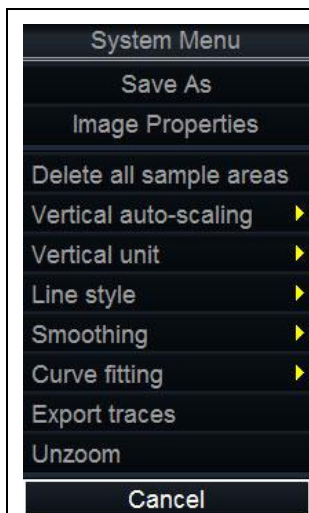 System Menu
Save As
Image Properties
Delete all sample areas
Vertical auto-scaling
Vertical unit
Line style
Smoothing
Curve fitting
Export traces
Unzoom
Cancel